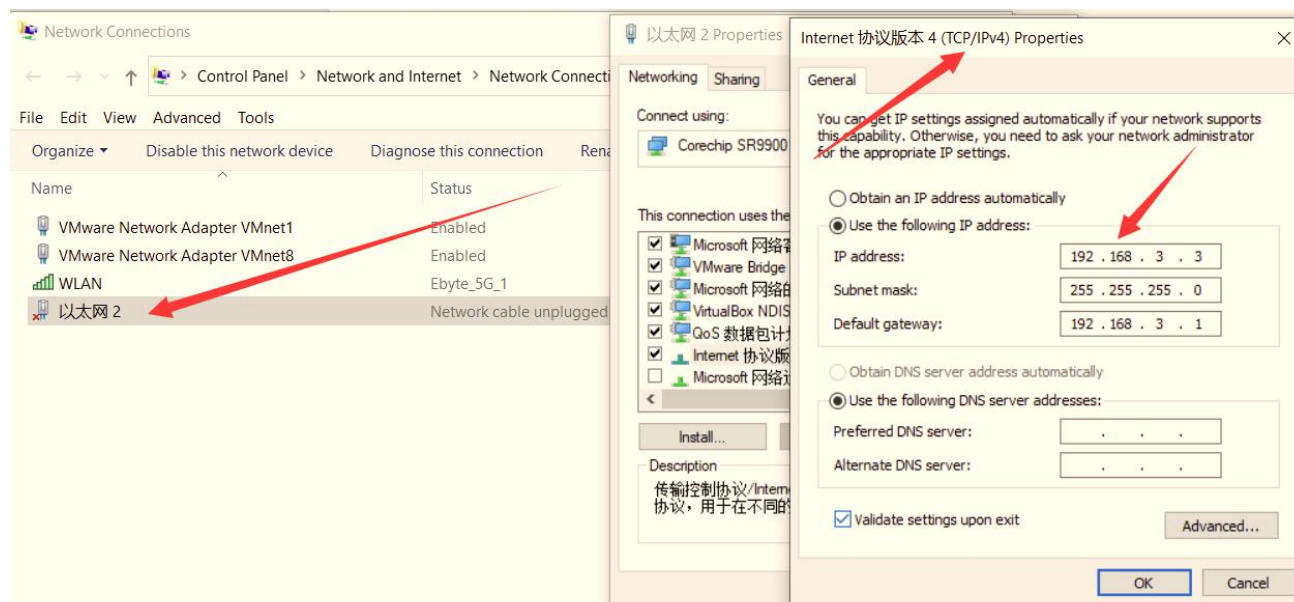 Network Connections
Control Panel > Network and Internet > Network Connecti
File Edit View Advanced Tools
Organize Disable this network device Diagnose this connection Rena
Name Status
VMware Network Adapter VMnet1 Enabled
VMware Network Adapter VMnet8 Enabled
WLAN Ebyte_5G_1
以太网 2 Network cable unplugged
以太网 2 Properties
Networking Sharing
Connect using:
Corechip SR9900
This connection uses the
Microsoft 网络客
VMware Bridge
Microsoft 网络的
VirtualBox NDIS
QoS 数据包计
Internet 协议版
Microsoft 网络
Install...
Description
传输控制协议/Intern
协议，用于在不同的
Internet 协议版本 4 (TCP/IPv4) Properties
General
You can get IP settings assigned automatically if your network supports
this capability. Otherwise, you need to ask your network administrator
for the appropriate IP settings.
Obtain an IP address automatically
Use the following IP address:
IP address: 192 . 168 . 3 . 3
Subnet mask: 255 . 255 . 255 . 0
Default gateway: 192 . 168 . 3 . 1
Obtain DNS server address automatically
Use the following DNS server addresses:
Preferred DNS server: . . .
Alternate DNS server: . . .
Validate settings upon exit
Advanced...
OK Cancel